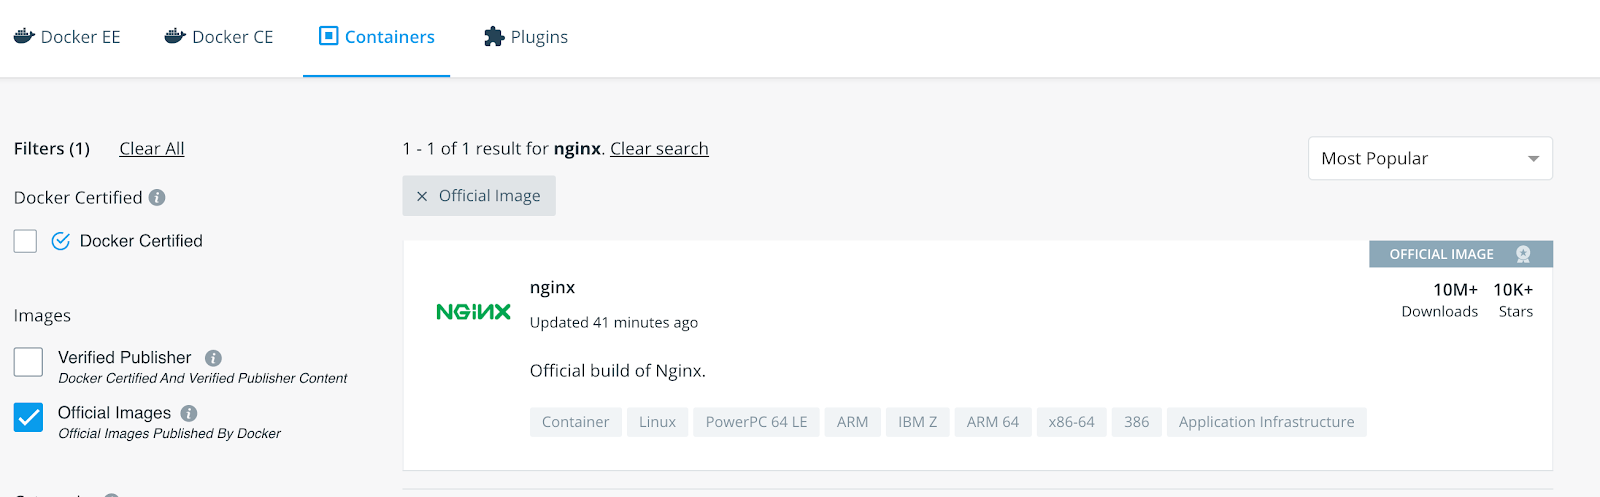 Docker EE Docker CE Containers Plugins
Filters (1) Clear All
1 - 1 of 1 result for nginx. Clear search
Most Popular
Official Image
Docker Certified
Docker Certified
Images
Verified Publisher
Docker Certified And Verified Publisher Content
Official Images
Official Images Published By Docker
OFFICIAL IMAGE
NGINX
nginx
Updated 41 minutes ago
10M+ 10K+
Downloads Stars
Official build of Nginx.
Container Linux PowerPC 64 LE ARM IBM Z ARM 64 x86-64 386 Application Infrastructure